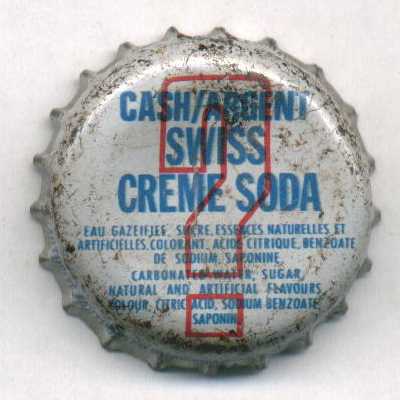 CASH/ARGENT
SWISS
CREME SODA
?
EAU GAZEIFIEE, SUCRE, ESSENCES NATURELLES ET
ARTIFICIELLES, COLORANT, ACIDE CITRIQUE, BENZOATE
DE SODIUM, SAPONINE.
CARBONATED WATER, SUGAR,
NATURAL AND ARTIFICIAL FLAVOURS
COLOUR, CITRIC ACID, SODIUM BENZOATE
SAPONIN.